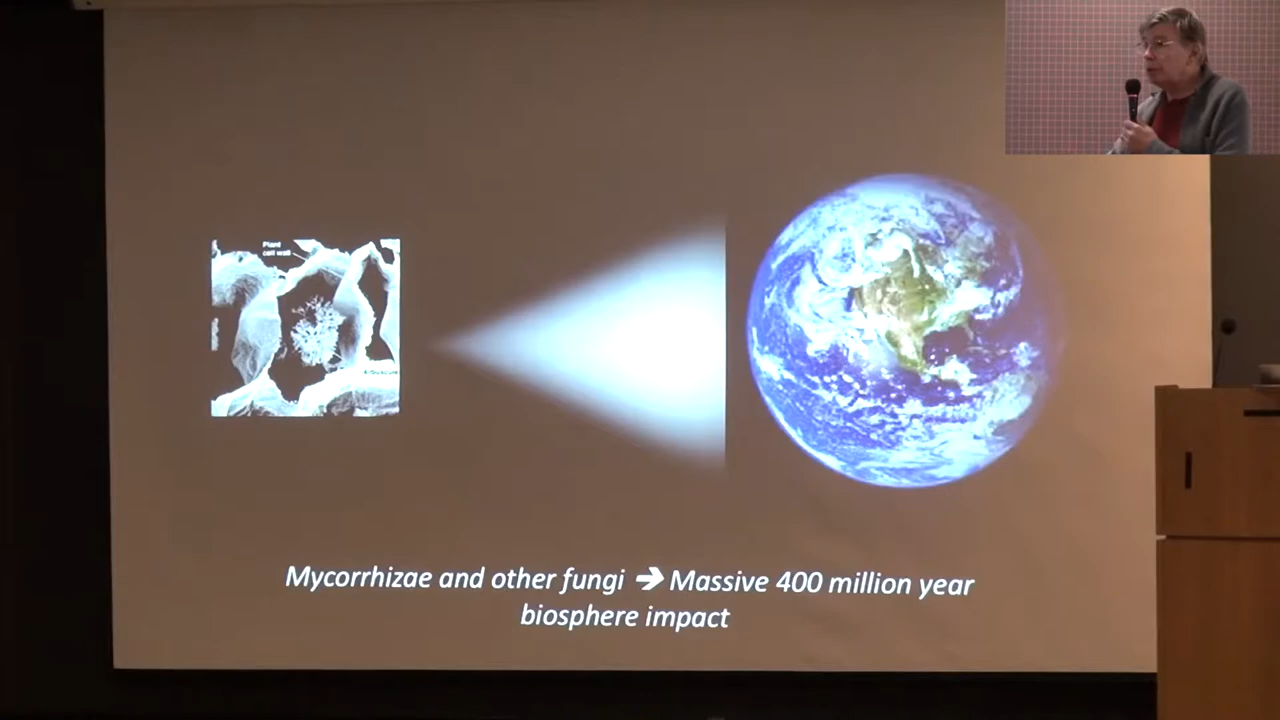 Plant
cell wall
Mycorrhizae and other fungi ➔ Massive 400 million year
biosphere impact